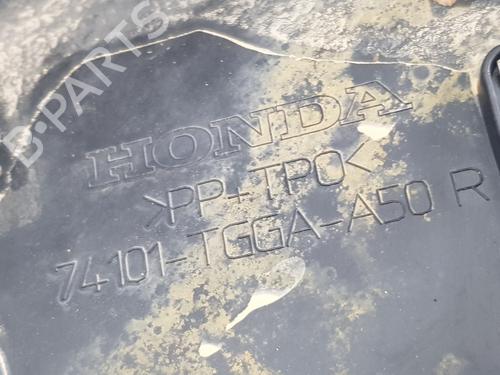 B-PARTS
HONDA
>PP+TPO<
74101-TGGA-A50 R